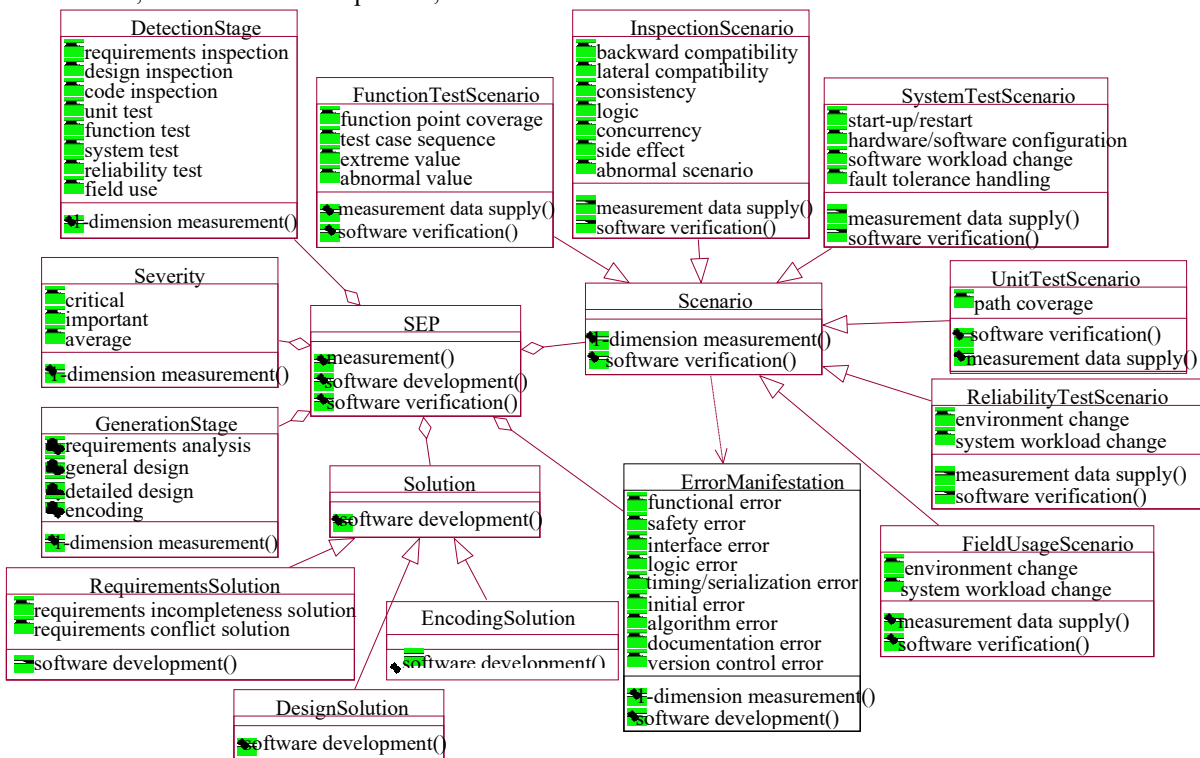 DetectionStage
requirements inspection
design inspection
code inspection
unit test
function test
system test
reliability test
field use
1-dimension measurement()
FunctionTestScenario
function point coverage
test case sequence
extreme value
abnormal value
measurement data supply()
software verification()
InspectionScenario
backward compatibility
lateral compatibility
consistency
logic
concurrency
side effect
abnormal scenario
measurement data supply()
software verification()
SystemTestScenario
start-up/restart
hardware/software configuration
software workload change
fault tolerance handling
measurement data supply()
software verification()
Severity
critical
important
average
1-dimension measurement()
SEP
measurement()
software development()
software verification()
Scenario
1-dimension measurement()
software verification()
UnitTestScenario
path coverage
software verification()
measurement data supply()
ReliabilityTestScenario
environment change
system workload change
measurement data supply()
software verification()
GenerationStage
requirements analysis
general design
detailed design
encoding
1-dimension measurement()
Solution
software development()
ErrorManifestation
functional error
safety error
interface error
logic error
timing/serialization error
initial error
algorithm error
documentation error
version control error
1-dimension measurement()
software development()
FieldUsageScenario
environment change
system workload change
measurement data supply()
software verification()
RequirementsSolution
requirements incompleteness solution
requirements conflict solution
software development()
EncodingSolution
software development()
DesignSolution
software development()